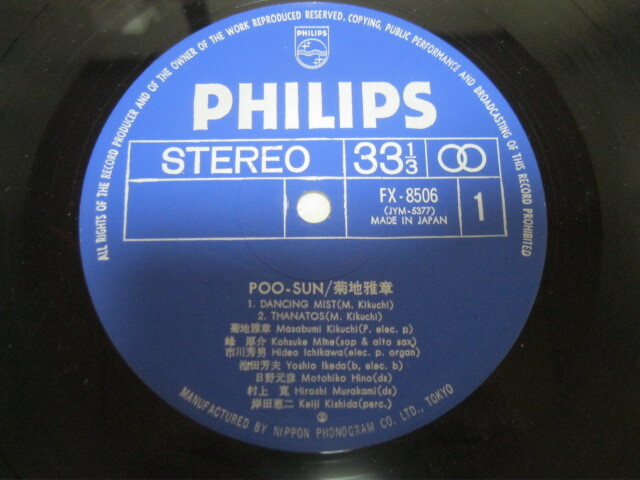 ALL RIGHTS OF THE RECORD PRODUCER AND OF THE OWNER OF THE WORK REPRODUCED RESERVED. COPYING, PUBLIC PERFORMANCE AND BROADCASTING OF THIS RECORD PROHIBITED
PHILIPS
PHILIPS
STEREO 33 1/3
FX-8506
(JYM-5377)
MADE IN JAPAN
1
POO-SUN/菊地雅章
1. DANCING MIST(M. Kikuchi)
2. THANATOS(M. Kikuchi)
菊地雅章 Masabumi Kikuchi(P. elec. p)
峰 厚介 Kohsuke Mine(sop & alto sax)
市川秀男 Hideo Ichikawa(elec. p. organ)
池田芳夫 Yoshio Ikeda(b, elec. b)
日野元彦 Motohiko Hino(ds)
村上 寛 Hiroshi Murakami(ds)
岸田恵二 Keiji Kishida(perc.)
MANUFACTURED BY NIPPON PHONOGRAM CO. LTD., TOKYO